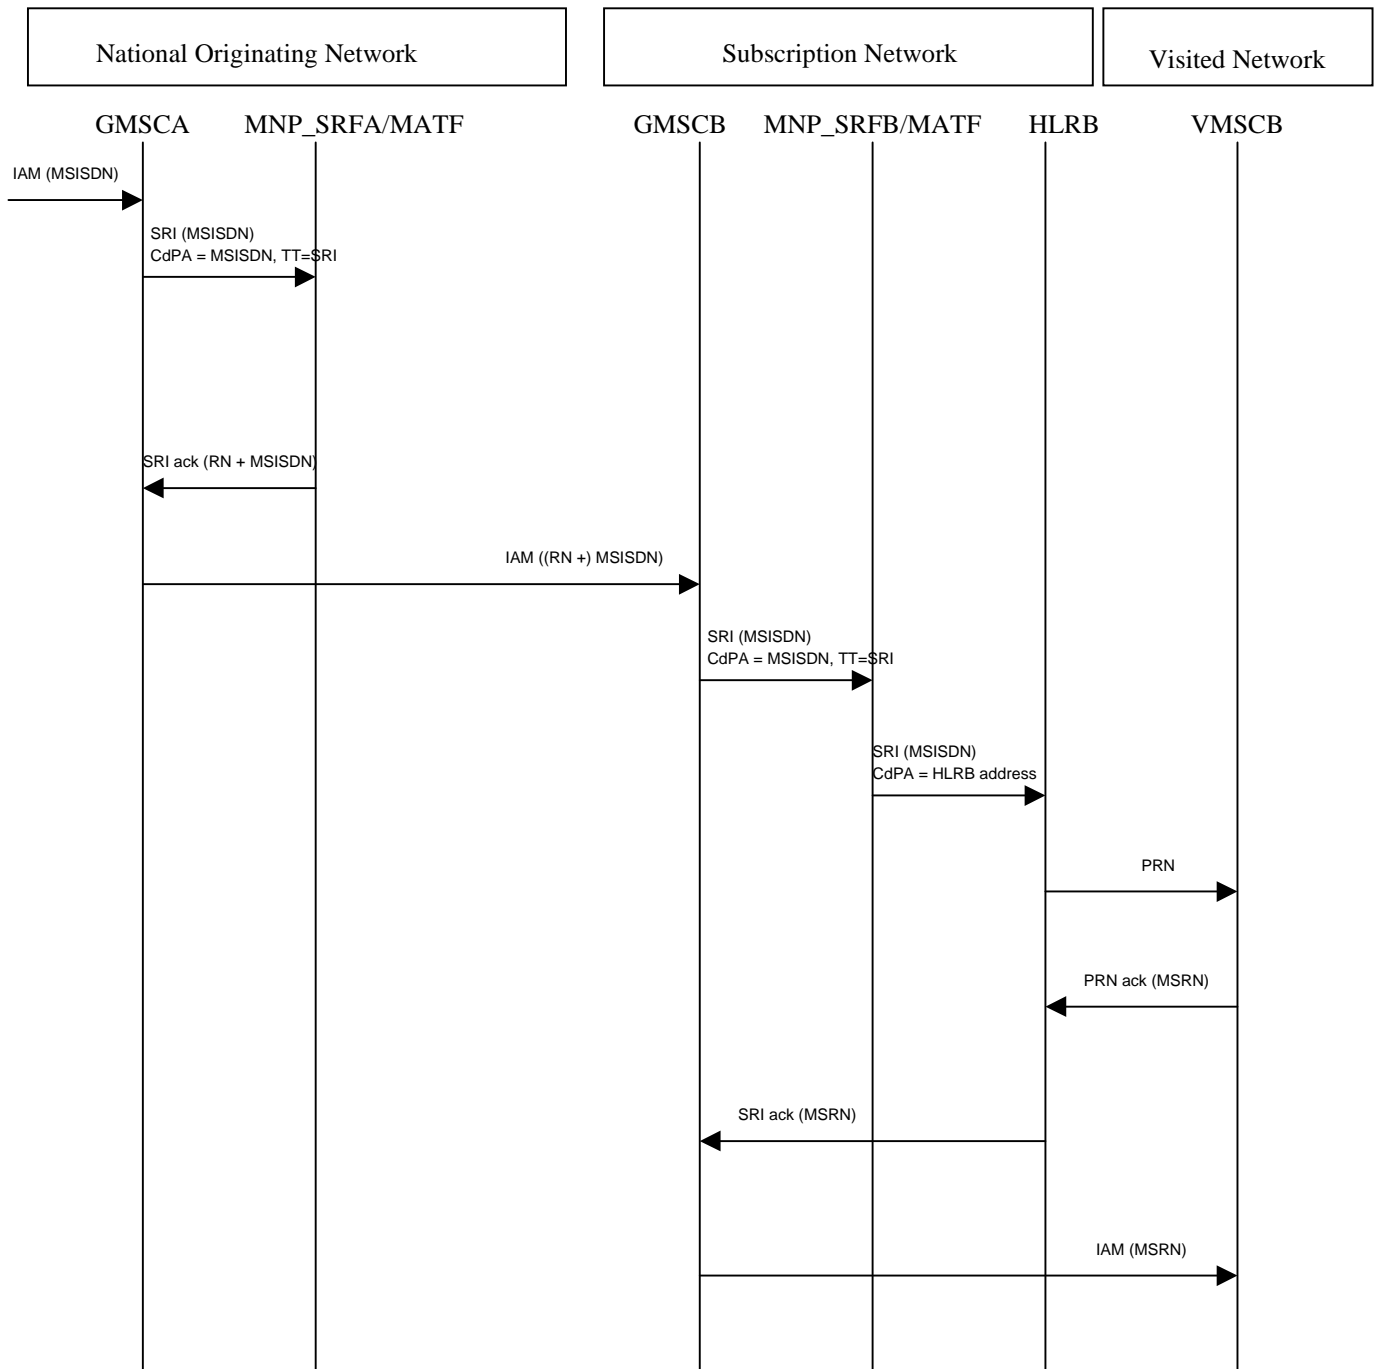 National Originating Network
Subscription Network
Visited Network
GMSCA
MNP_SRFA/MATF
GMSCB
MNP_SRFB/MATF
HLRB
VMSCB
IAM (MSISDN)
SRI (MSISDN)
CdPA = MSISDN, TT=SRI
SRI ack (RN + MSISDN)
IAM ((RN +) MSISDN)
SRI (MSISDN)
CdPA = MSISDN, TT=SRI
SRI (MSISDN)
CdPA = HLRB address
PRN
PRN ack (MSRN)
SRI ack (MSRN)
IAM (MSRN)